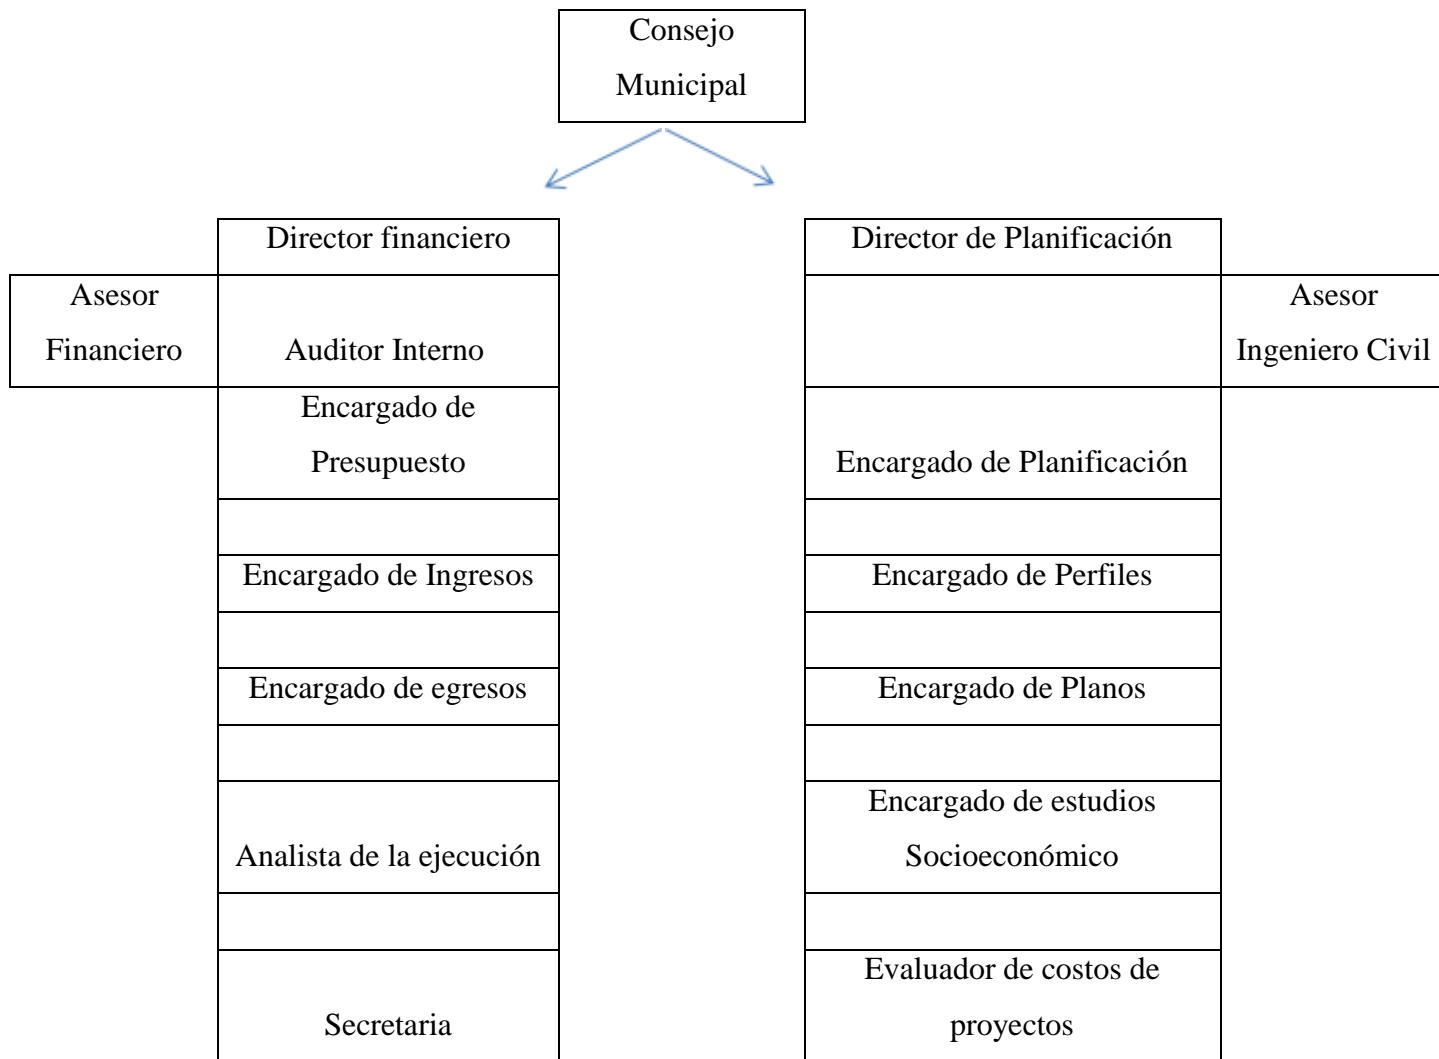 Consejo
Municipal
Director financiero
Director de Planificación
Asesor
Financiero
Auditor Interno
Asesor
Ingeniero Civil
Encargado de
Presupuesto
Encargado de Planificación
Encargado de Ingresos
Encargado de Perfiles
Encargado de egresos
Encargado de Planos
Analista de la ejecución
Encargado de estudios
Socioeconómico
Secretaria
Evaluador de costos de
proyectos